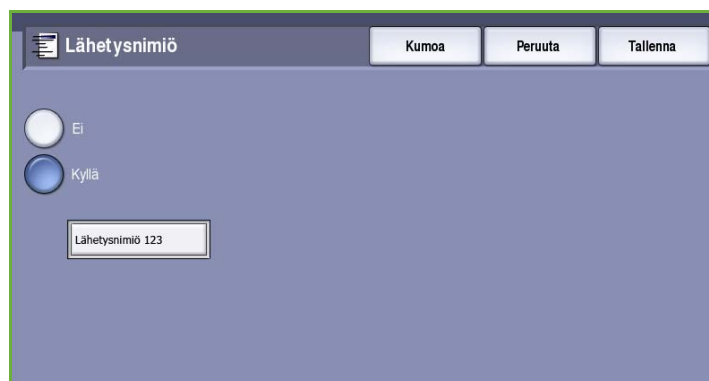 Lähetysnimiö
Kumoa
Peruuta
Tallenna
Ei
Kyllä
Lähetysnimiö 123